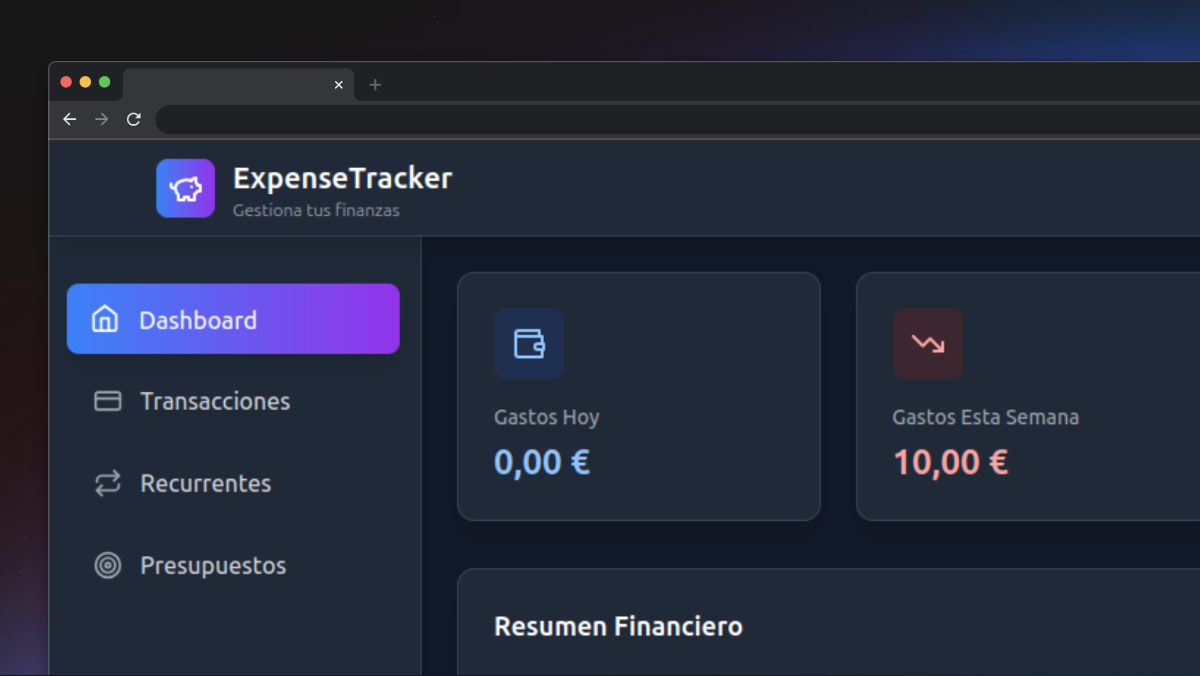 ExpenseTracker
Gestiona tus finanzas
Dashboard
Transacciones
Recurrentes
Presupuestos
Gastos Hoy
0,00 €
Gastos Esta Semana
10,00 €
Resumen Financiero